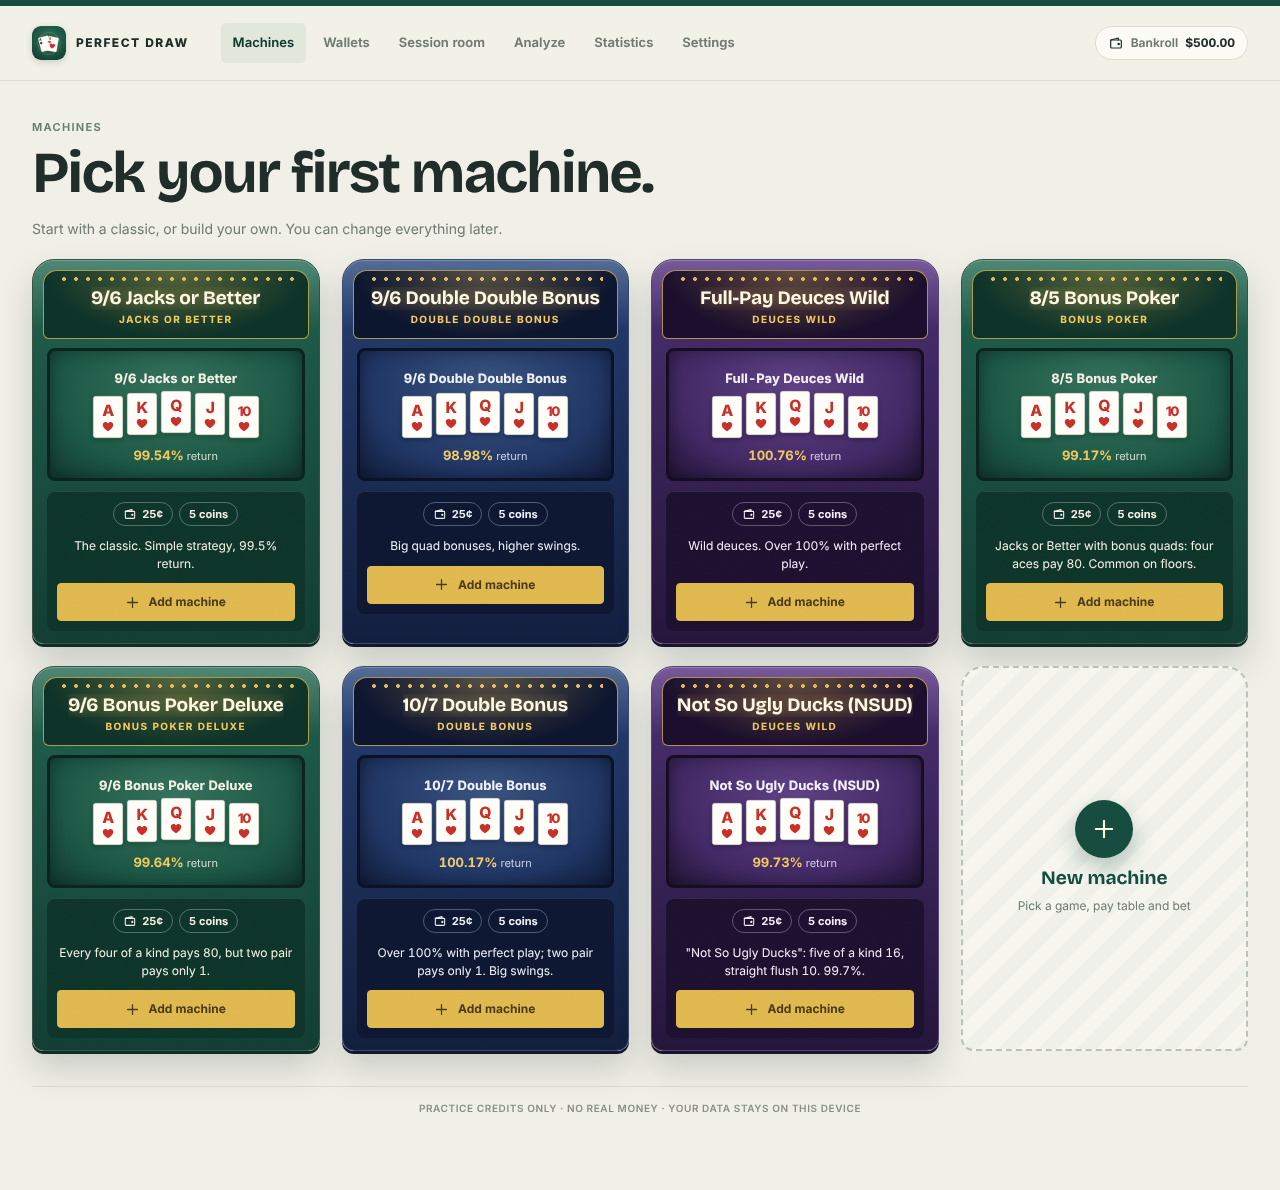 PERFECT DRAW
Machines
Wallets
Session room
Analyze
Statistics
Settings
Bankroll $500.00
MACHINES
Pick your first machine.
Start with a classic, or build your own. You can change everything later.
9/6 Jacks or Better
JACKS OR BETTER
9/6 Jacks or Better
A K Q J 10
99.54% return
25¢ 5 coins
The classic. Simple strategy, 99.5%
return.
Add machine
9/6 Double Double Bonus
DOUBLE DOUBLE BONUS
9/6 Double Double Bonus
A K Q J 10
98.98% return
25¢ 5 coins
Big quad bonuses, higher swings.
Add machine
Full-Pay Deuces Wild
DEUCES WILD
Full-Pay Deuces Wild
A K Q J 10
100.76% return
25¢ 5 coins
Wild deuces. Over 100% with perfect
play.
Add machine
8/5 Bonus Poker
BONUS POKER
8/5 Bonus Poker
A K Q J 10
99.17% return
25¢ 5 coins
Jacks or Better with bonus quads: four
aces pay 80. Common on floors.
Add machine
9/6 Bonus Poker Deluxe
BONUS POKER DELUXE
9/6 Bonus Poker Deluxe
A K Q J 10
99.64% return
25¢ 5 coins
Every four of a kind pays 80, but two pair
pays only 1.
Add machine
10/7 Double Bonus
DOUBLE BONUS
10/7 Double Bonus
A K Q J 10
100.17% return
25¢ 5 coins
Over 100% with perfect play; two pair
pays only 1. Big swings.
Add machine
Not So Ugly Ducks (NSUD)
DEUCES WILD
Not So Ugly Ducks (NSUD)
A K Q J 10
99.73% return
25¢ 5 coins
"Not So Ugly Ducks": five of a kind 16,
straight flush 10. 99.7%.
Add machine
New machine
Pick a game, pay table and bet
PRACTICE CREDITS ONLY · NO REAL MONEY · YOUR DATA STAYS ON THIS DEVICE